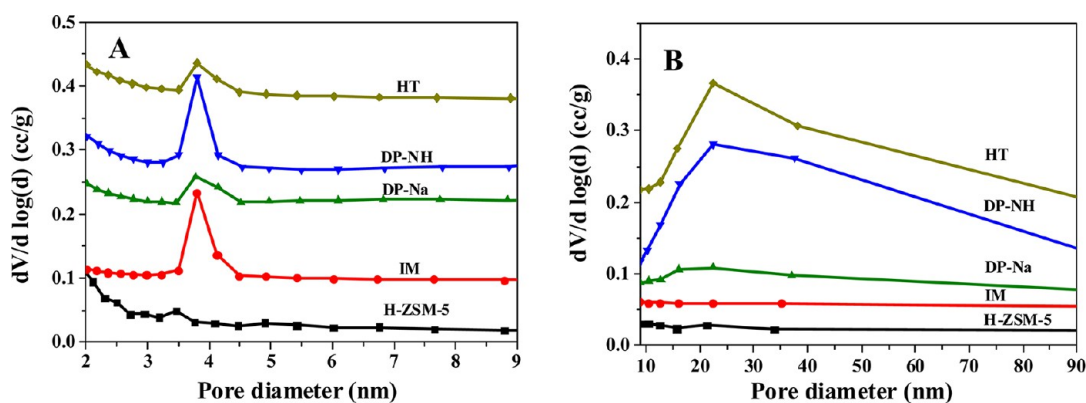 A
dV/d log(d) (cc/g)
0.5
0.4
0.3
0.2
0.1
0.0
HT
DP-NH
DP-Na
IM
H-ZSM-5
2 3 4 5 6 7 8 9
Pore diameter (nm)
B
dV/d log(d) (cc/g)
0.4
0.3
0.2
0.1
0.0
HT
DP-NH
DP-Na
IM
H-ZSM-5
10 20 30 40 50 60 70 80 90
Pore diameter (nm)